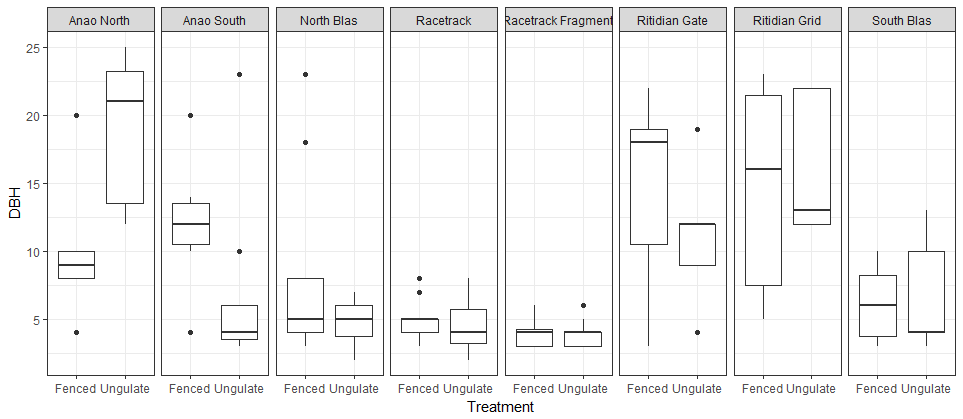 Anao North Anao South North Blas Racetrack Racetrack Fragment Ritidian Gate Ritidian Grid South Blas
25
20
15
10
5
DBH
Fenced Ungulate Fenced Ungulate Fenced Ungulate Fenced Ungulate Fenced Ungulate Fenced Ungulate Fenced Ungulate Fenced Ungulate
Treatment